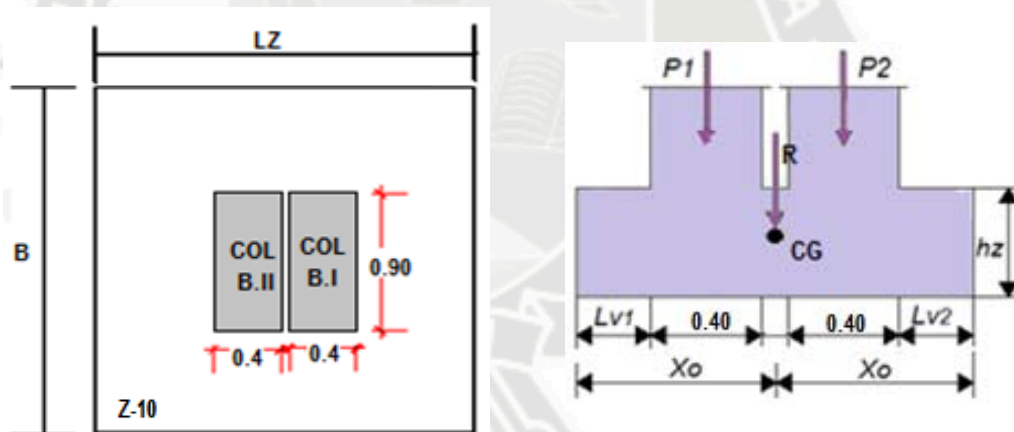 LZ
B
COL
B.II
COL
B.I
0.90
0.4
0.4
Z-10
P1
P2
R
CG
hz
Lv1
0.40
0.40
Lv2
Xo
Xo